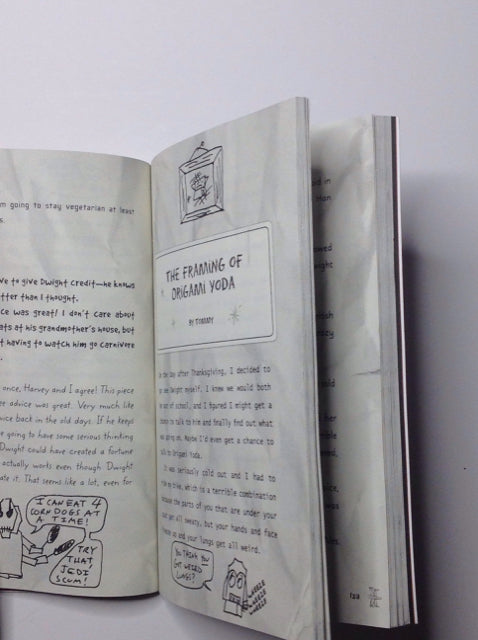 m going to stay vegetarian at least
s.
ve to give Dwight credit—he knows
tter than I thought.
ce was great! I don't care about
ats at his grandmother's house, but
t having to watch him go carnivore
once, Harvey and I agree! This piece
e advice was great. Very much like
vice back in the old days. If he keeps
e going to have some serious thinking
Dwight could have created a fortune
actually works even though Dwight
ate it. That seems like a lot, even for
I CAN EAT 4
CORN DOGS AT
A TIME!
TRY
THAT,
JEDI
SCUM!
THE FRAMING OF
ORIGAMI YODA
BY TOMMY
the day after Thanksgiving, I decided to
see Dwight myself. I knew we would both
out of school, and I figured I might get a
to talk to him and finally find out what
was going on. Maybe I'd even get a chance to
talk to Origami Yoda.
It was seriously cold out and I had to
ride my bike, which is a terrible combination
because the parts of you that are under your
coat get all sweaty, but your hands and face
freeze up and your lungs get all weird.
YOU THINK YOU
GOT WEIRD
LUNGS?
WHEEZE
WHEEZE
WHEEZE
in
Han
owed
ight
old
her
ible